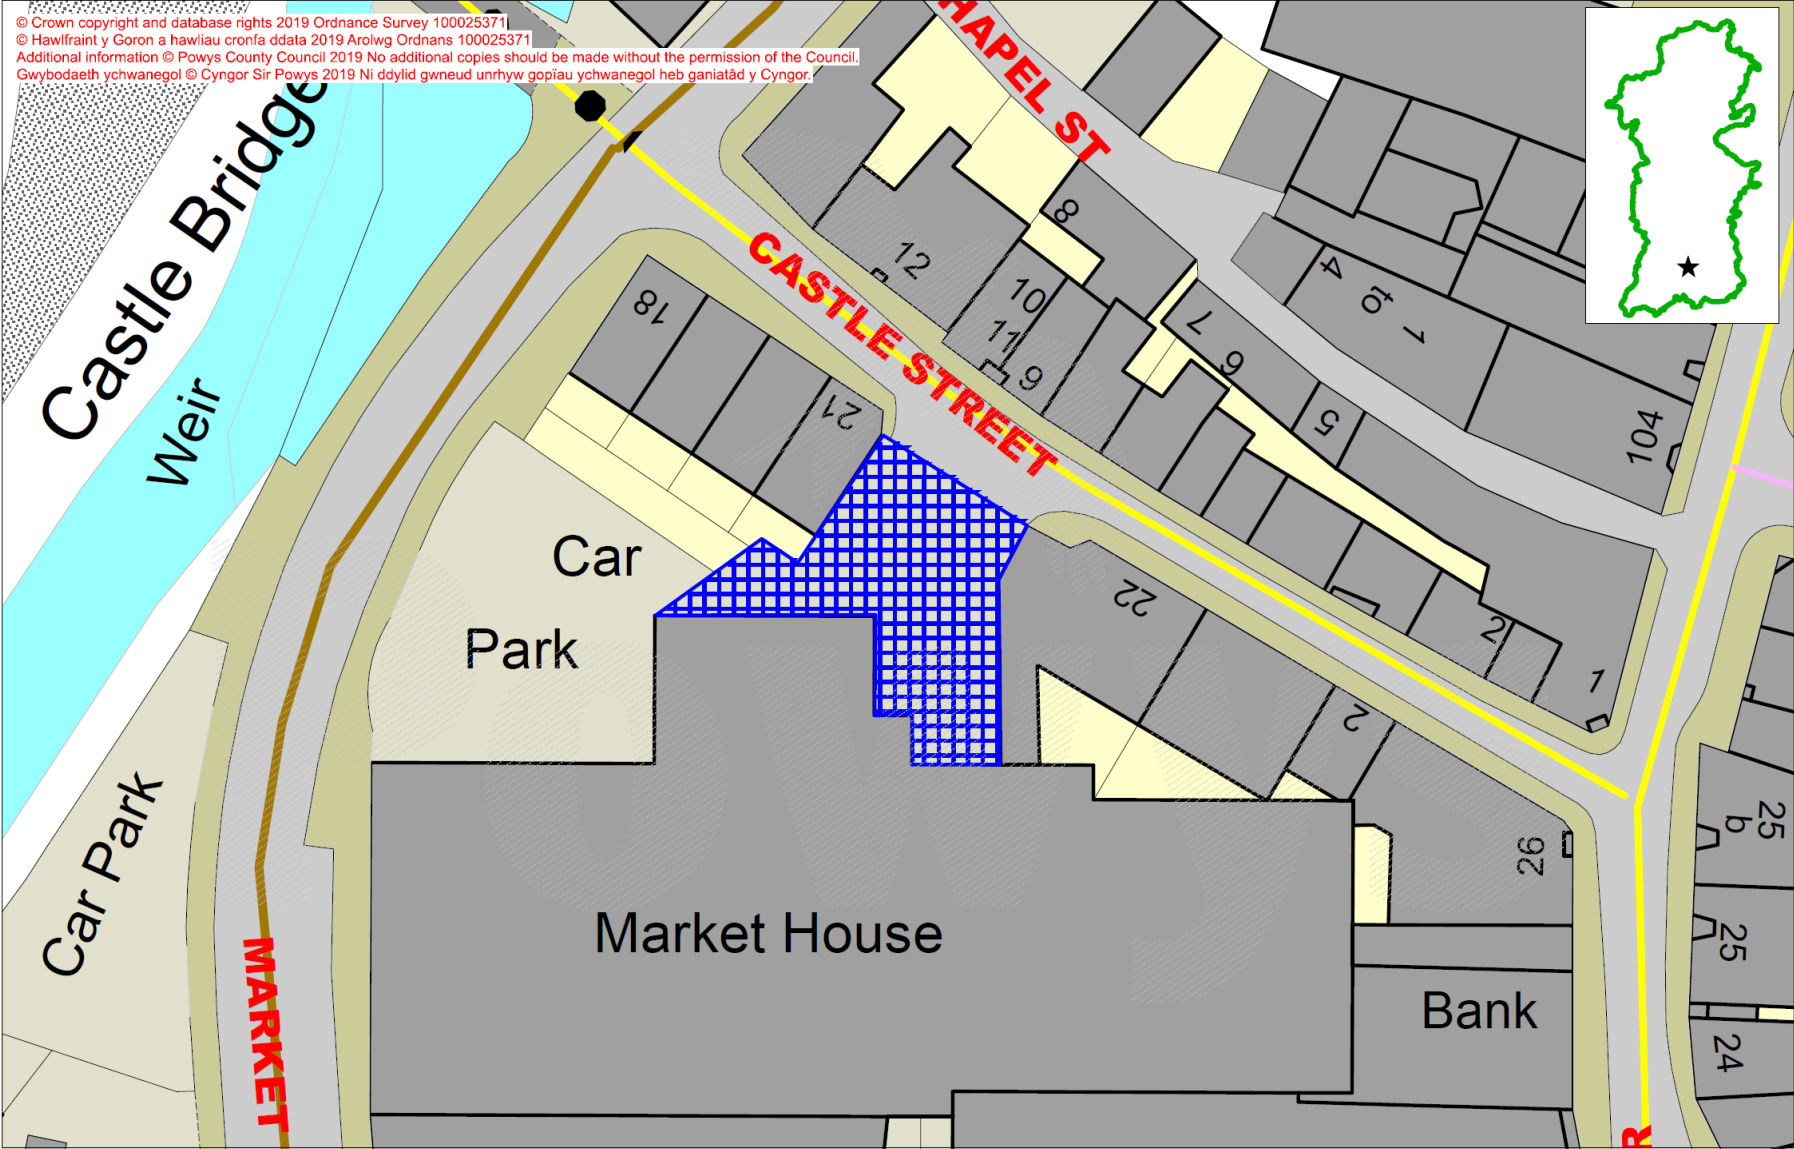 © Crown copyright and database rights 2019 Ordnance Survey 100025371
© Hawlfraint y Goron a hawliau cronfa ddata 2019 Arolwg Ordnans 100025371
Additional information © Powys County Council 2019 No additional copies should be made without the permission of the Council.
Gwybodaeth ychwanegol © Cyngor Sir Powys 2019 Ni ddylid gwneud unrhyw gopïau ychwanegol heb ganiatâd y Cyngor.
HAPEL ST
Castle Bridge
Weir
CASTLE STREET
8
12
10
11
9
18
21
7
6
5
4
to
1
104
Car
Park
22
2
1
2
26
25
b
25
24
Car Park
MARKET
Market House
Bank
R